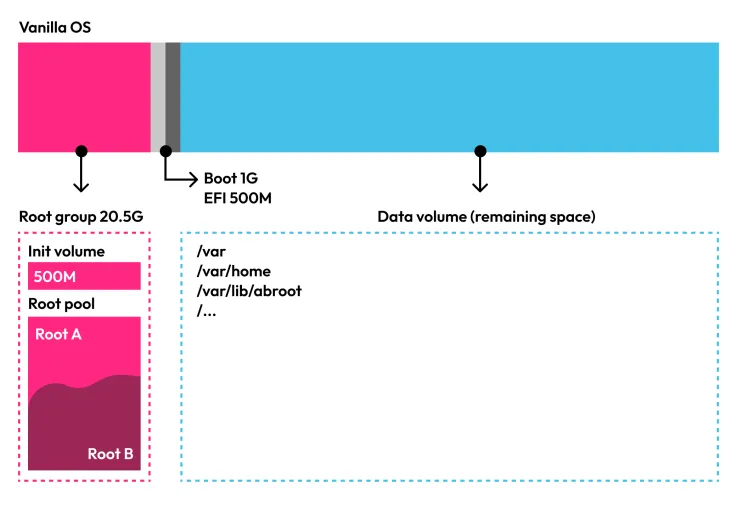 Vanilla OS
Boot 1G
EFI 500M
Root group 20.5G
Data volume (remaining space)
Init volume
500M
Root pool
Root A
Root B
/var
/var/home
/var/lib/abroot
/...